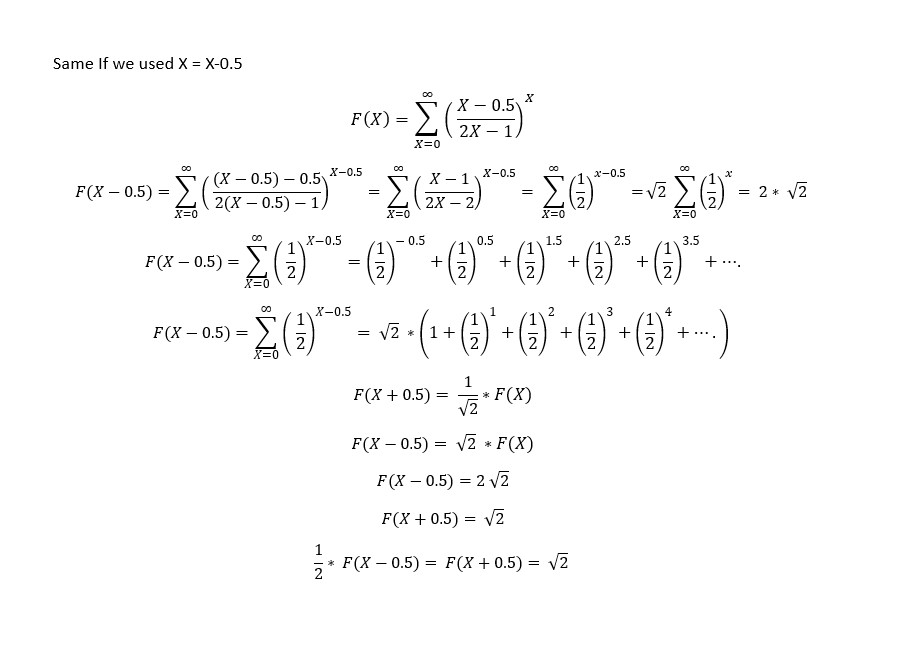 Same If we used X = X-0.5
F(X) = ∑_{X=0}^{∞} ((X − 0.5)/(2X − 1))^X
F(X − 0.5) = ∑_{X=0}^{∞} (((X − 0.5) − 0.5)/(2(X − 0.5) − 1))^{X−0.5} = ∑_{X=0}^{∞} ((X − 1)/(2X − 2))^{X−0.5} = ∑_{X=0}^{∞} (1/2)^{x−0.5} = √2 ∑_{X=0}^{∞} (1/2)^x = 2 * √2
F(X − 0.5) = ∑_{X=0}^{∞} (1/2)^{X−0.5} = (1/2)^{−0.5} + (1/2)^{0.5} + (1/2)^{1.5} + (1/2)^{2.5} + (1/2)^{3.5} + ⋯.
F(X − 0.5) = ∑_{X=0}^{∞} (1/2)^{X−0.5} = √2 * (1 + (1/2)^1 + (1/2)^2 + (1/2)^3 + (1/2)^4 + ⋯.)
F(X + 0.5) = 1/√2 * F(X)
F(X − 0.5) = √2 * F(X)
F(X − 0.5) = 2 √2
F(X + 0.5) = √2
1/2 * F(X − 0.5) = F(X + 0.5) = √2